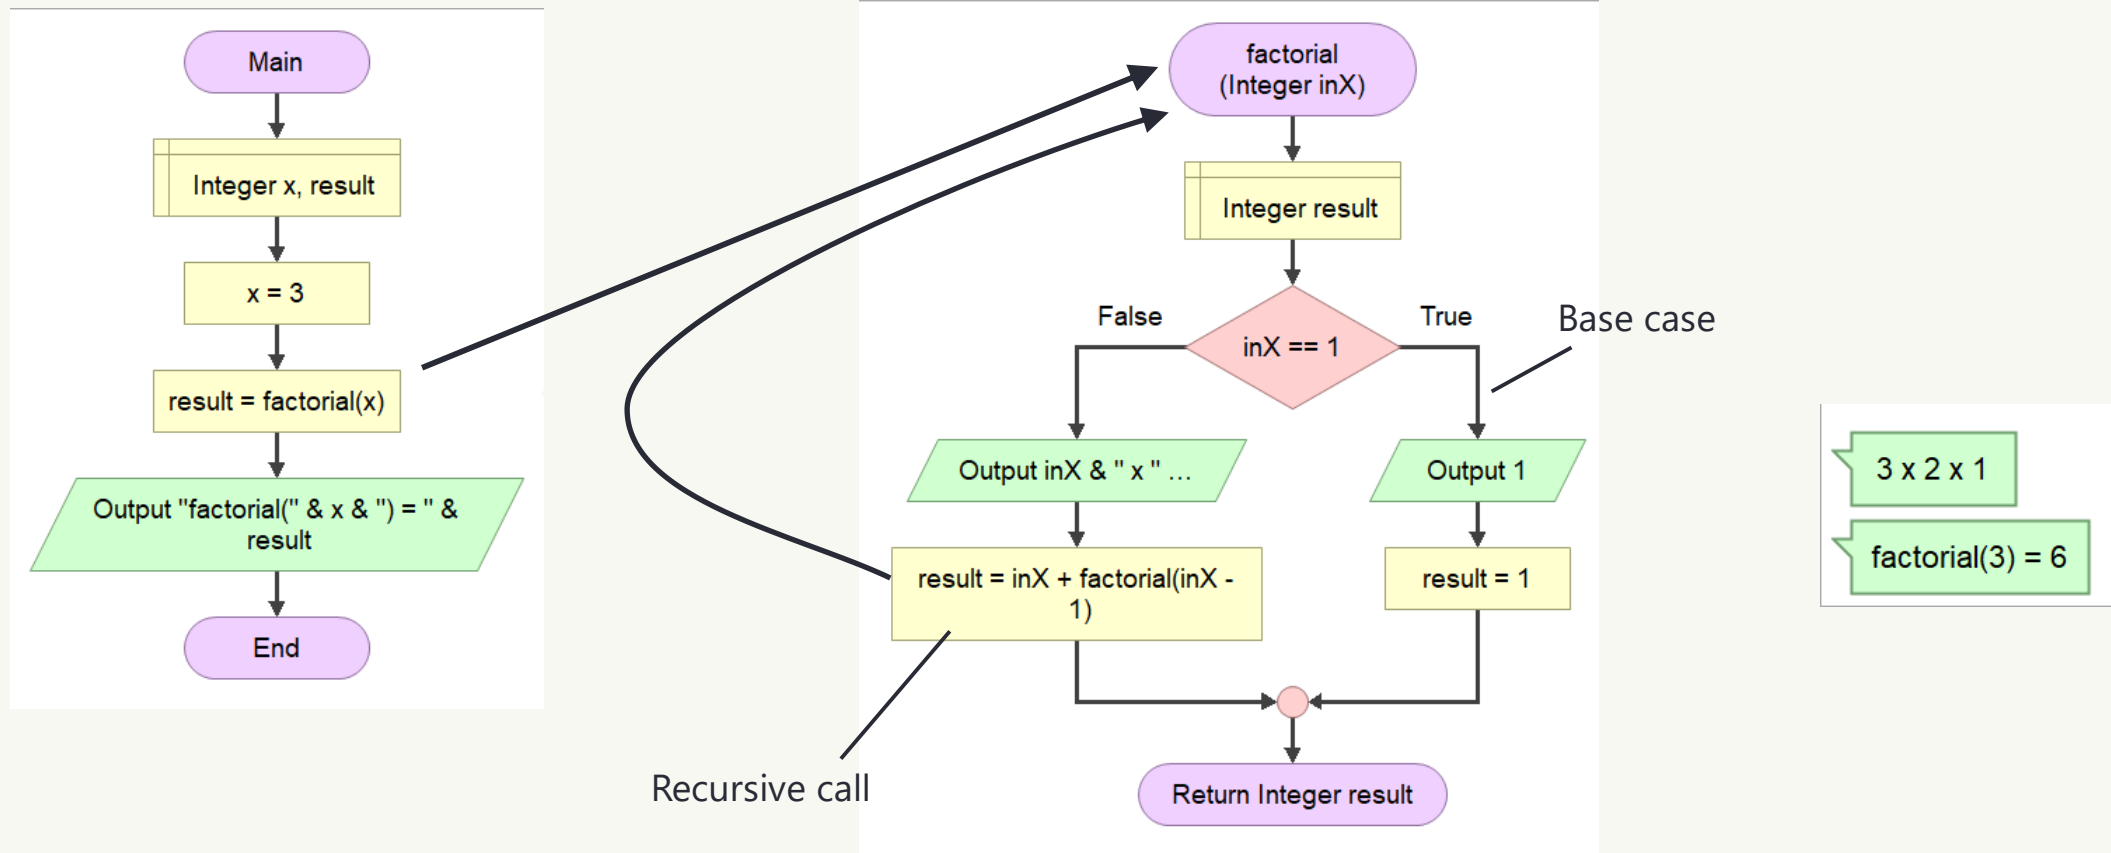 Main
Integer x, result
x = 3
result = factorial(x)
Output "factorial(" & x & ") = " &
result
End
factorial
(Integer inX)
Integer result
inX == 1
False
True
Base case
Output inX & " x " ...
Output 1
result = inX + factorial(inX -
1)
result = 1
Recursive call
Return Integer result
3 x 2 x 1
factorial(3) = 6